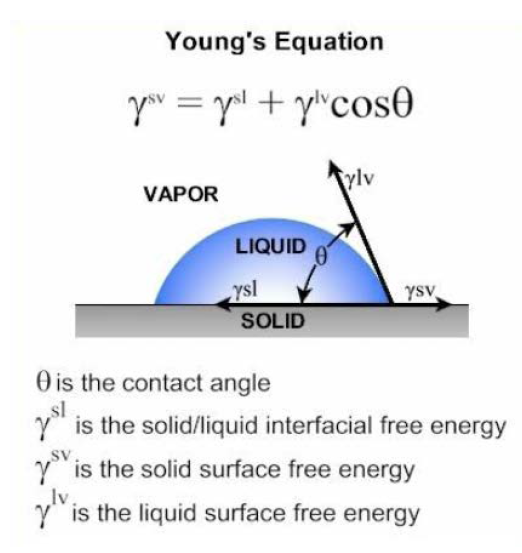 Young's Equation
γˢᵛ = γˢˡ + γˡᵛcosθ
γlv
VAPOR
LIQUID
θ
γsl
γsv
SOLID
θ is the contact angle
γˢˡ is the solid/liquid interfacial free energy
γˢᵛ is the solid surface free energy
γˡᵛ is the liquid surface free energy